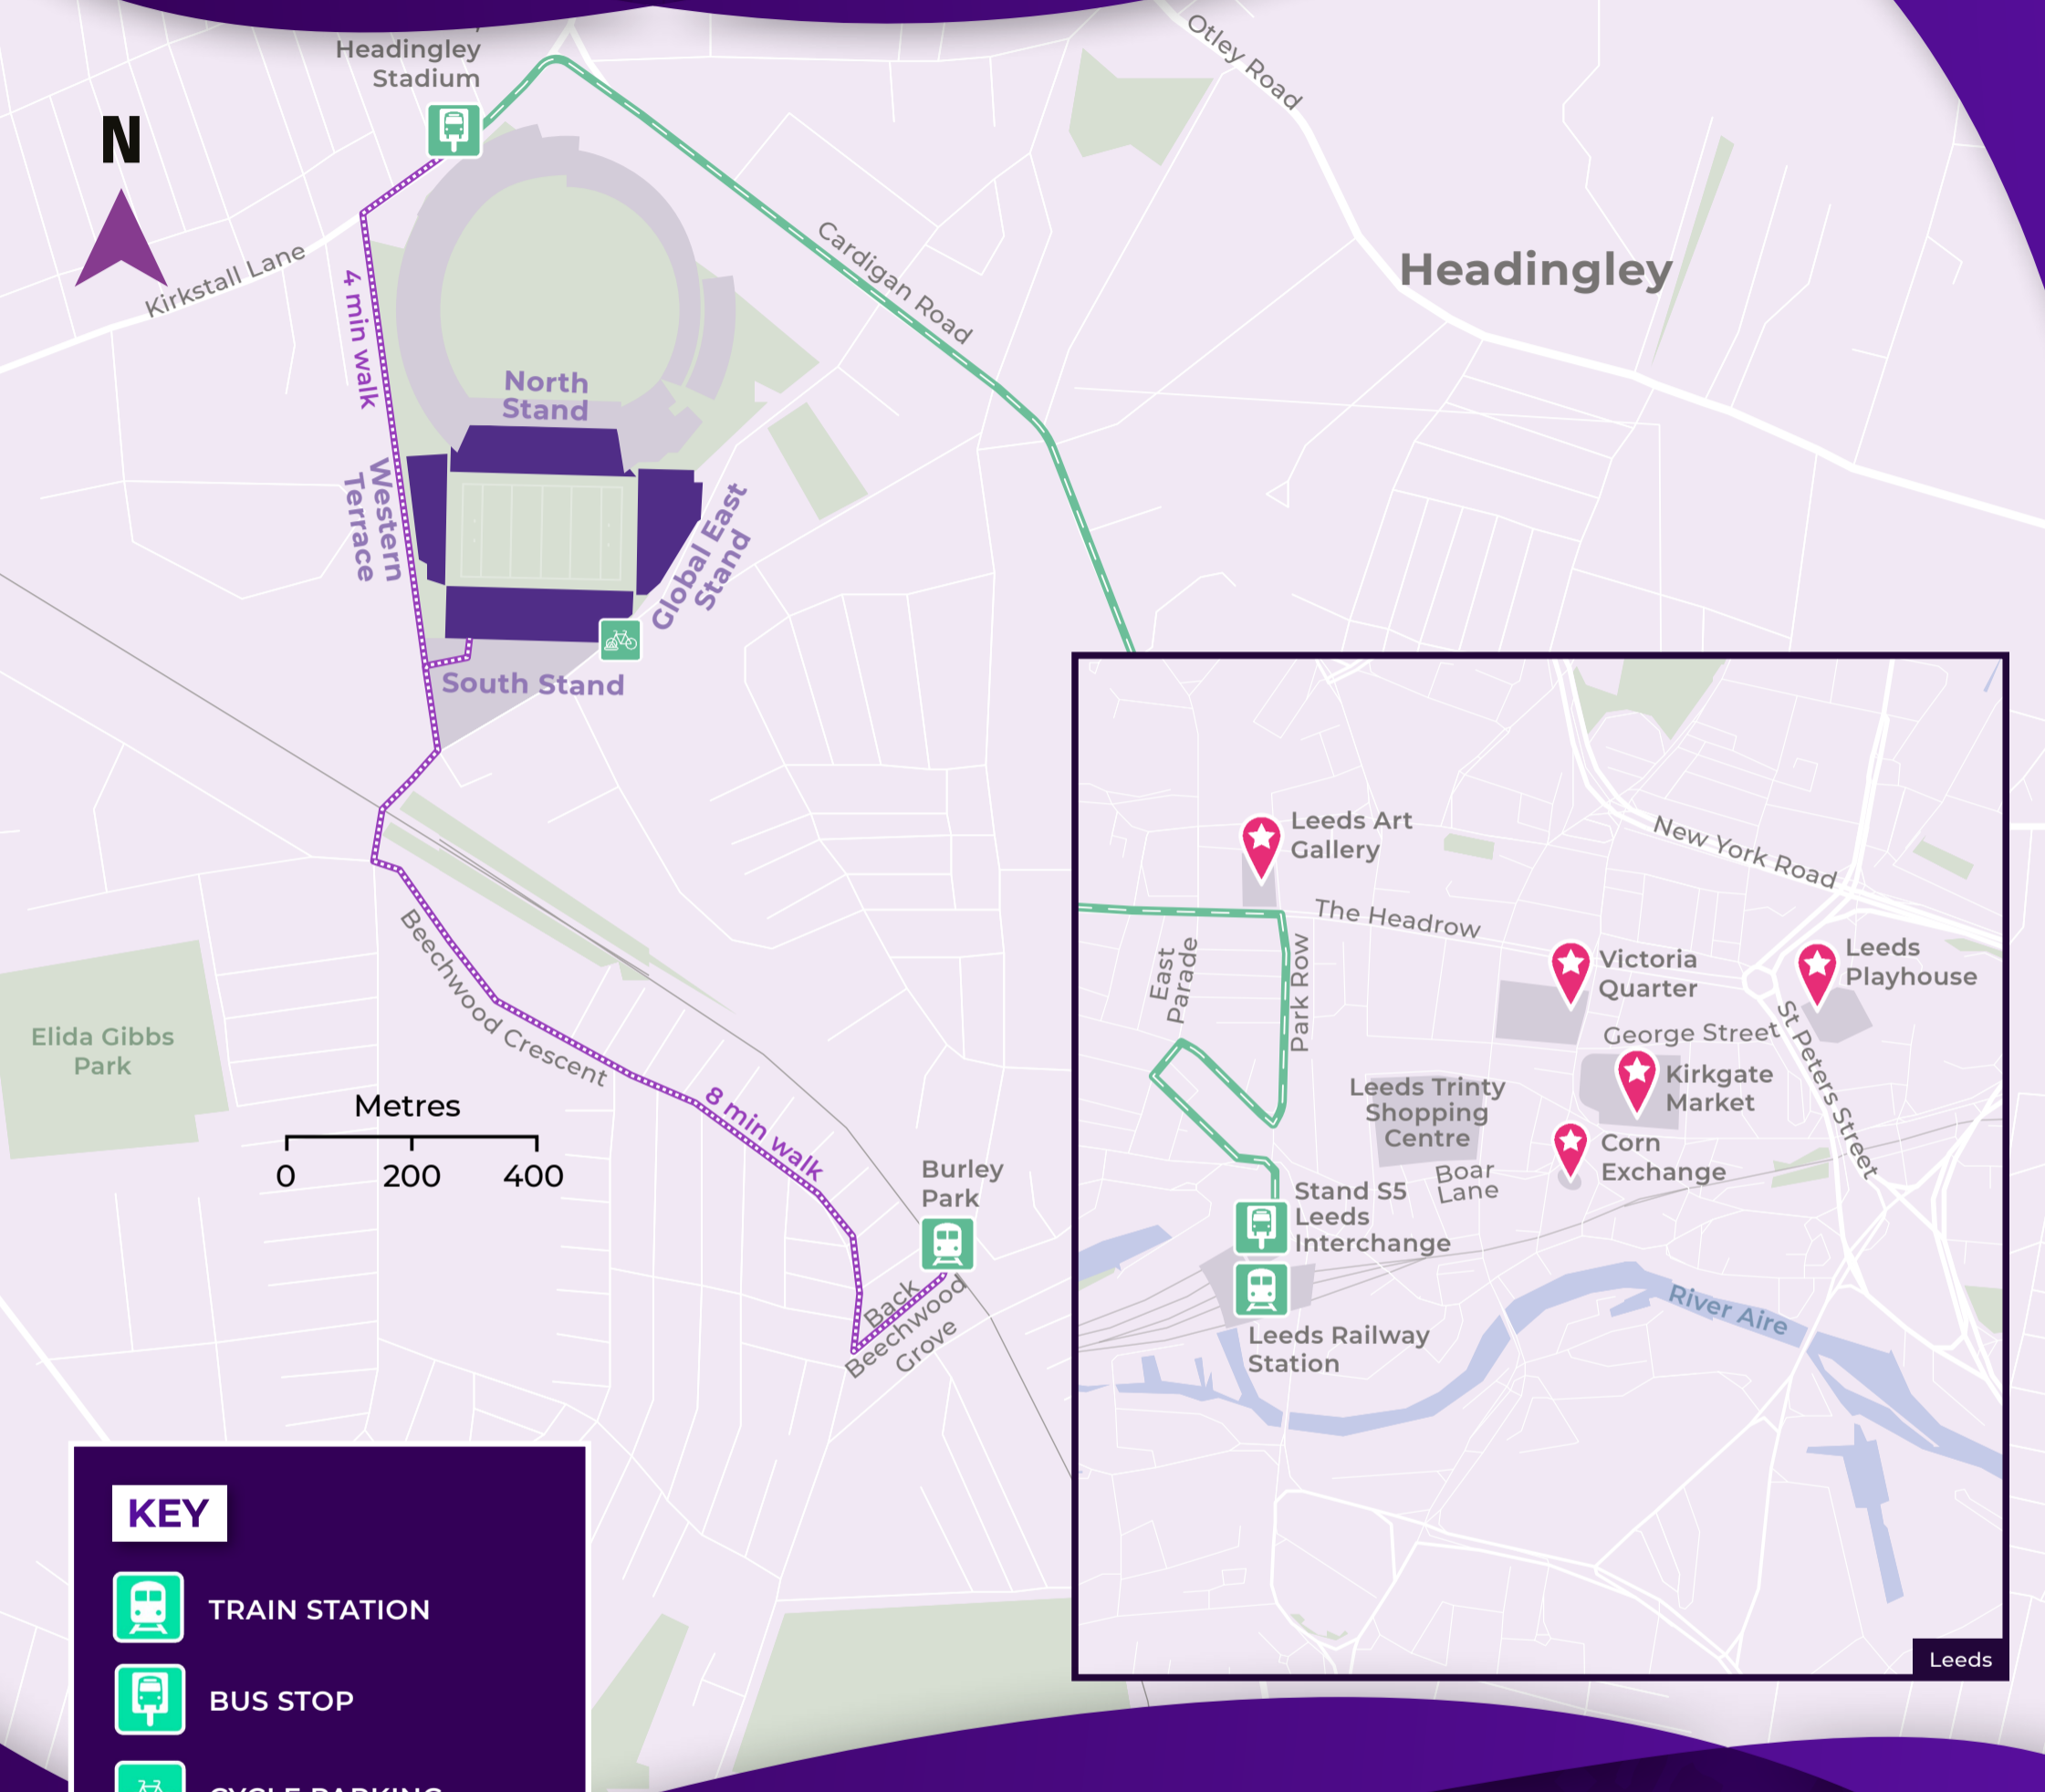 Headingley
Stadium
Otley Road
N
Kirkstall Lane
Cardigan Road
Headingley
4 min walk
North
Stand
Western
Terrace
Global East
Stand
South Stand
Leeds Art
Gallery
New York Road
The Headrow
East
Parade
Park Row
Victoria
Quarter
Leeds
Playhouse
George Street
St Peters Street
Kirkgate
Market
Leeds Trinty
Shopping
Centre
Corn
Exchange
Boar
Lane
Stand S5
Leeds
Interchange
Leeds Railway
Station
River Aire
Leeds
Beechwood Crescent
Elida Gibbs
Park
Metres
0 200 400
8 min walk
Burley
Park
Back
Beechwood
Grove
KEY
TRAIN STATION
BUS STOP
CYCLE PARKING